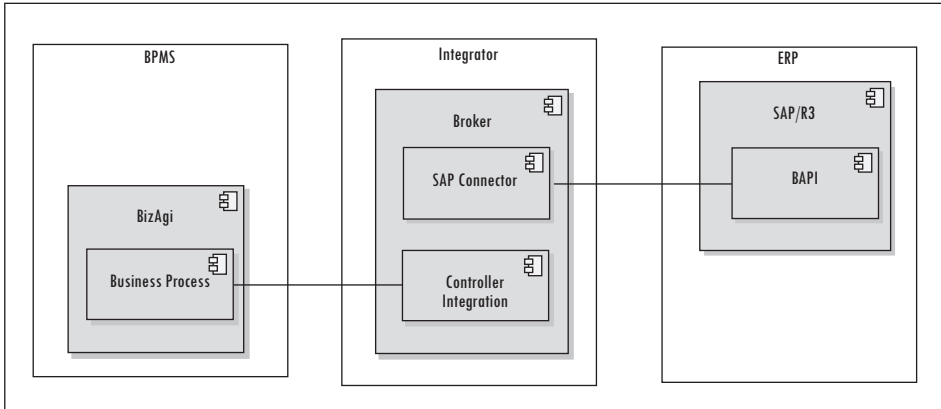 BPMS
BizAgi
Business Process
Integrator
Broker
SAP Connector
Controller
Integration
ERP
SAP/R3
BAPI